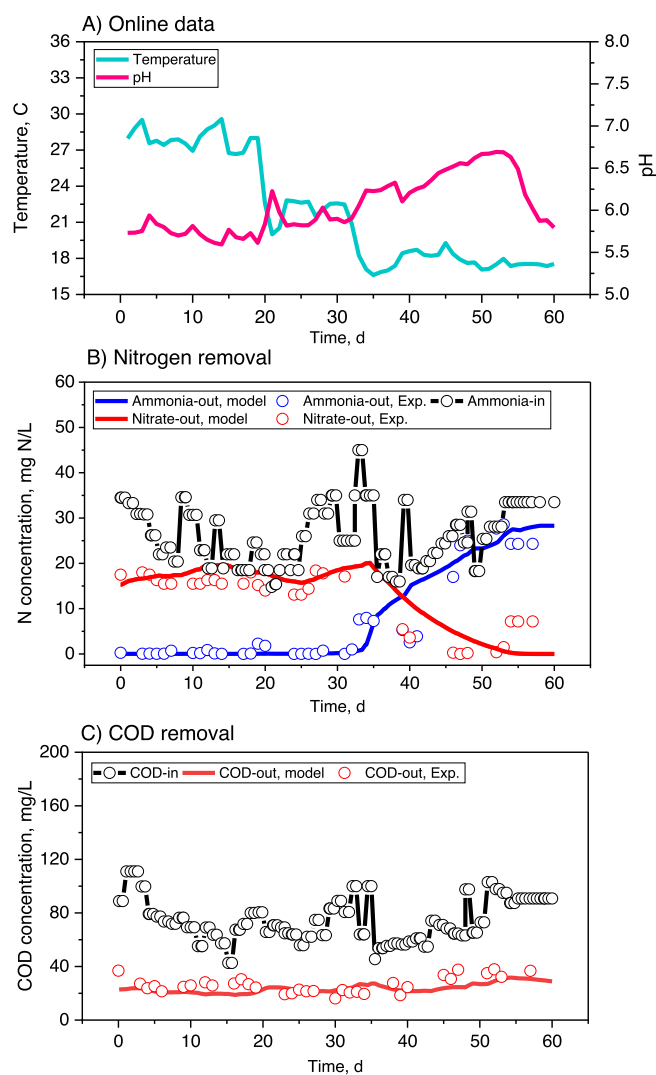 A) Online data
36
33
30
27
24
21
18
15
Temperature, C
Temperature
pH
8.0
7.5
7.0
6.5
6.0
5.5
5.0
pH
0 10 20 30 40 50 60
Time, d
B) Nitrogen removal
60
50
40
30
20
10
0
N concentration, mg N/L
Ammonia-out, model Ammonia-out, Exp. Ammonia-in
Nitrate-out, model Nitrate-out, Exp.
0 10 20 30 40 50 60
Time, d
C) COD removal
200
160
120
80
40
0
COD concentration, mg/L
COD-in COD-out, model COD-out, Exp.
0 10 20 30 40 50 60
Time, d